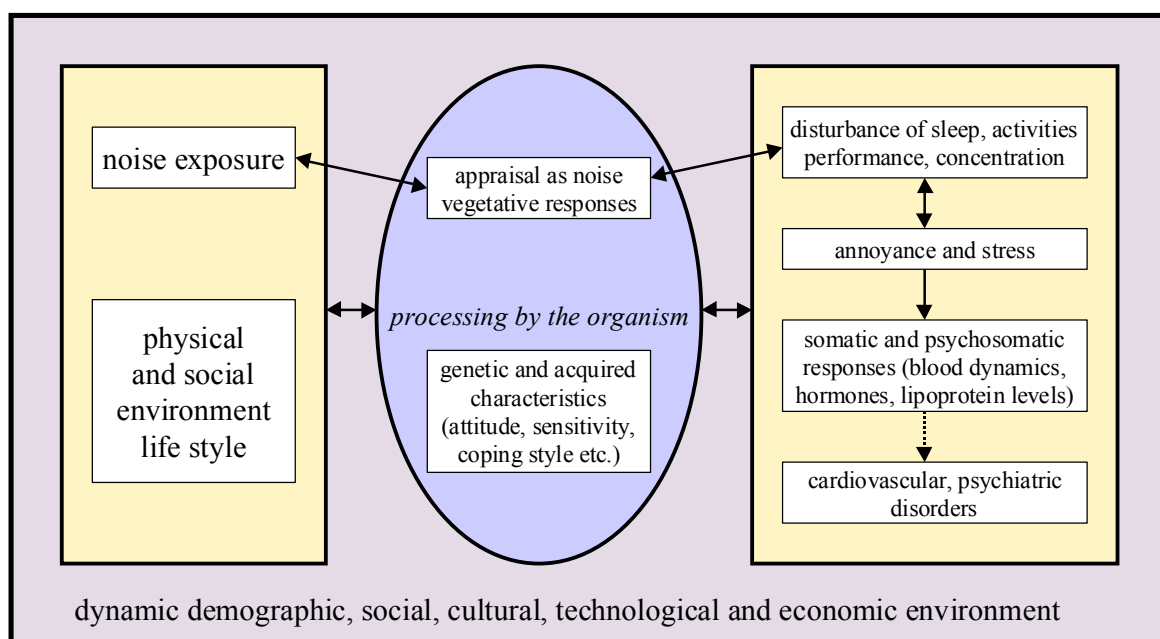 noise exposure
physical
and social
environment
life style
appraisal as noise
vegetative responses
processing by the organism
genetic and acquired
characteristics
(attitude, sensitivity,
coping style etc.)
disturbance of sleep, activities
performance, concentration
annoyance and stress
somatic and psychosomatic
responses (blood dynamics,
hormones, lipoprotein levels)
cardiovascular, psychiatric
disorders
dynamic demographic, social, cultural, technological and economic environment